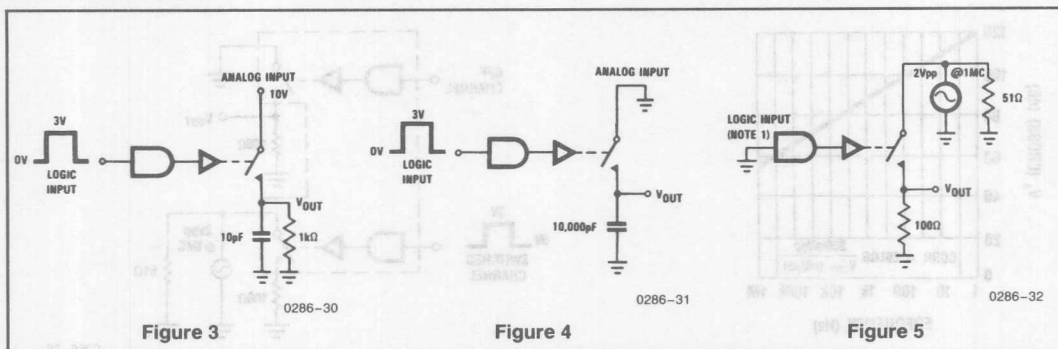 ANALOG INPUT
10V
3V
0V
LOGIC
INPUT
VOUT
10pF
1kΩ
0286-30
Figure 3
ANALOG INPUT
3V
0V
LOGIC
INPUT
VOUT
10,000pF
0286-31
Figure 4
2Vpp
@1MC
51Ω
LOGIC INPUT
(NOTE 1)
VOUT
100Ω
0286-32
Figure 5